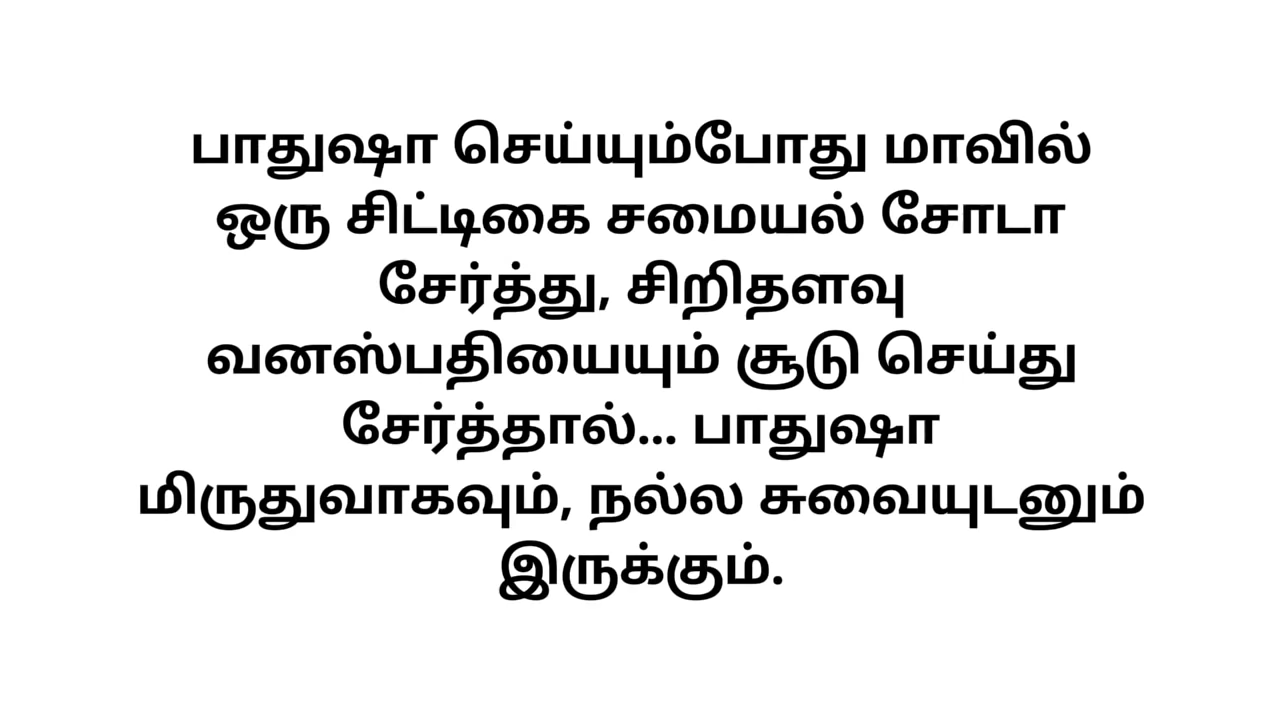 பாதுஷா செய்யும்போது மாவில்
ஒரு சிட்டிகை சமையல் சோடா
சேர்த்து, சிறிதளவு
வனஸ்பதியையும் சூடு செய்து
சேர்த்தால்... பாதுஷா
மிருதுவாகவும், நல்ல சுவையுடனும்
இருக்கும்.